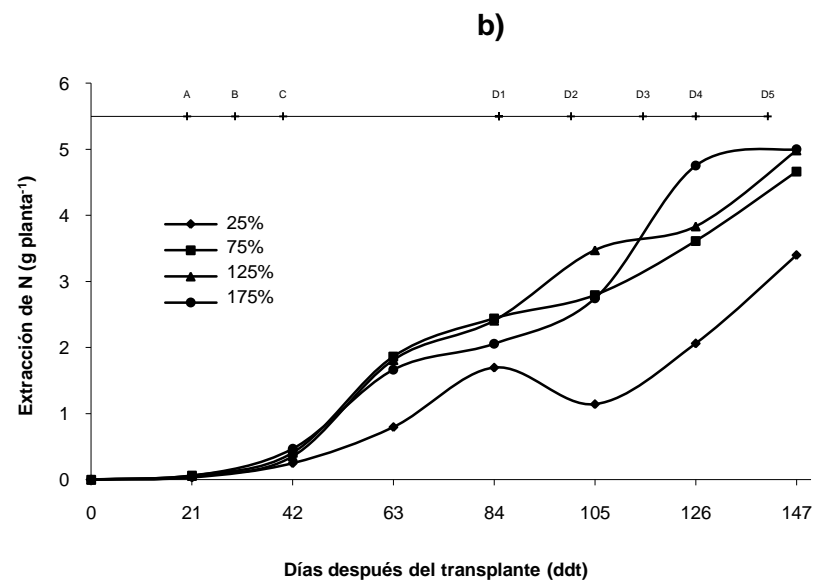 b)
6
A B C D1 D2 D3 D4 D5
5
4
25%
75%
125%
175%
3
2
1
0
Extracción de N (g planta-1)
0 21 42 63 84 105 126 147
Días después del transplante (ddt)